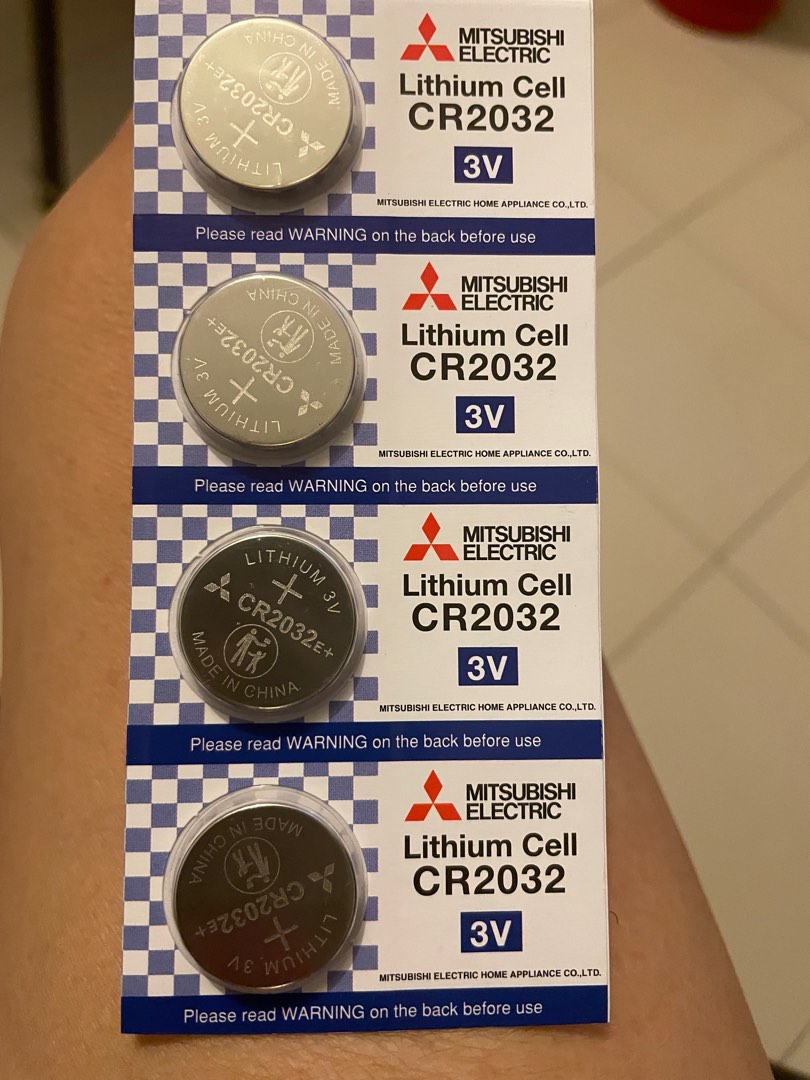 MADE IN CHINA
CR2032E+
LITHIUM 3V
MITSUBISHI
ELECTRIC
Lithium Cell
CR2032
3V
MITSUBISHI ELECTRIC HOME APPLIANCE CO.,LTD.
Please read WARNING on the back before use
MADE IN CHINA
CR2032E+
LITHIUM 3V
MITSUBISHI
ELECTRIC
Lithium Cell
CR2032
3V
MITSUBISHI ELECTRIC HOME APPLIANCE CO.,LTD.
Please read WARNING on the back before use
LITHIUM 3V
CR2032E+
MADE IN CHINA
MITSUBISHI
ELECTRIC
Lithium Cell
CR2032
3V
MITSUBISHI ELECTRIC HOME APPLIANCE CO.,LTD.
Please read WARNING on the back before use
MADE IN CHINA
CR2032E+
LITHIUM 3V
MITSUBISHI
ELECTRIC
Lithium Cell
CR2032
3V
MITSUBISHI ELECTRIC HOME APPLIANCE CO.,LTD.
Please read WARNING on the back before use